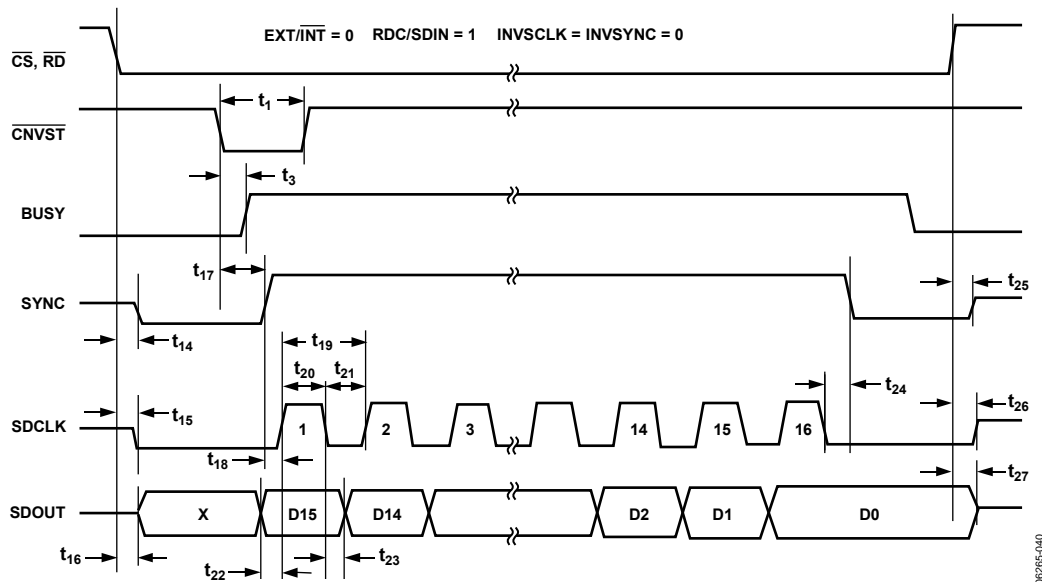 EXT/INT = 0 RDC/SDIN = 1 INVSCLK = INVSYNC = 0
CS, RD
t1
CNVST
t3
BUSY
t17
SYNC
t25
t14
t19
t20 t21
t24
t15
t26
SDCLK
1 2 3 14 15 16
t18
t27
SDOUT
X D15 D14 D2 D1 D0
t16
t22
t23
06265-040